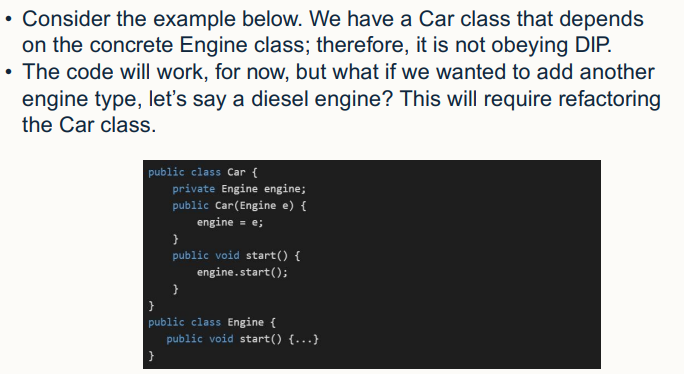 • Consider the example below. We have a Car class that depends
on the concrete Engine class; therefore, it is not obeying DIP.
• The code will work, for now, but what if we wanted to add another
engine type, let’s say a diesel engine? This will require refactoring
the Car class.
public class Car {
    private Engine engine;
    public Car(Engine e) {
        engine = e;
    }
    public void start() {
        engine.start();
    }
}
public class Engine {
   public void start() {...}
}